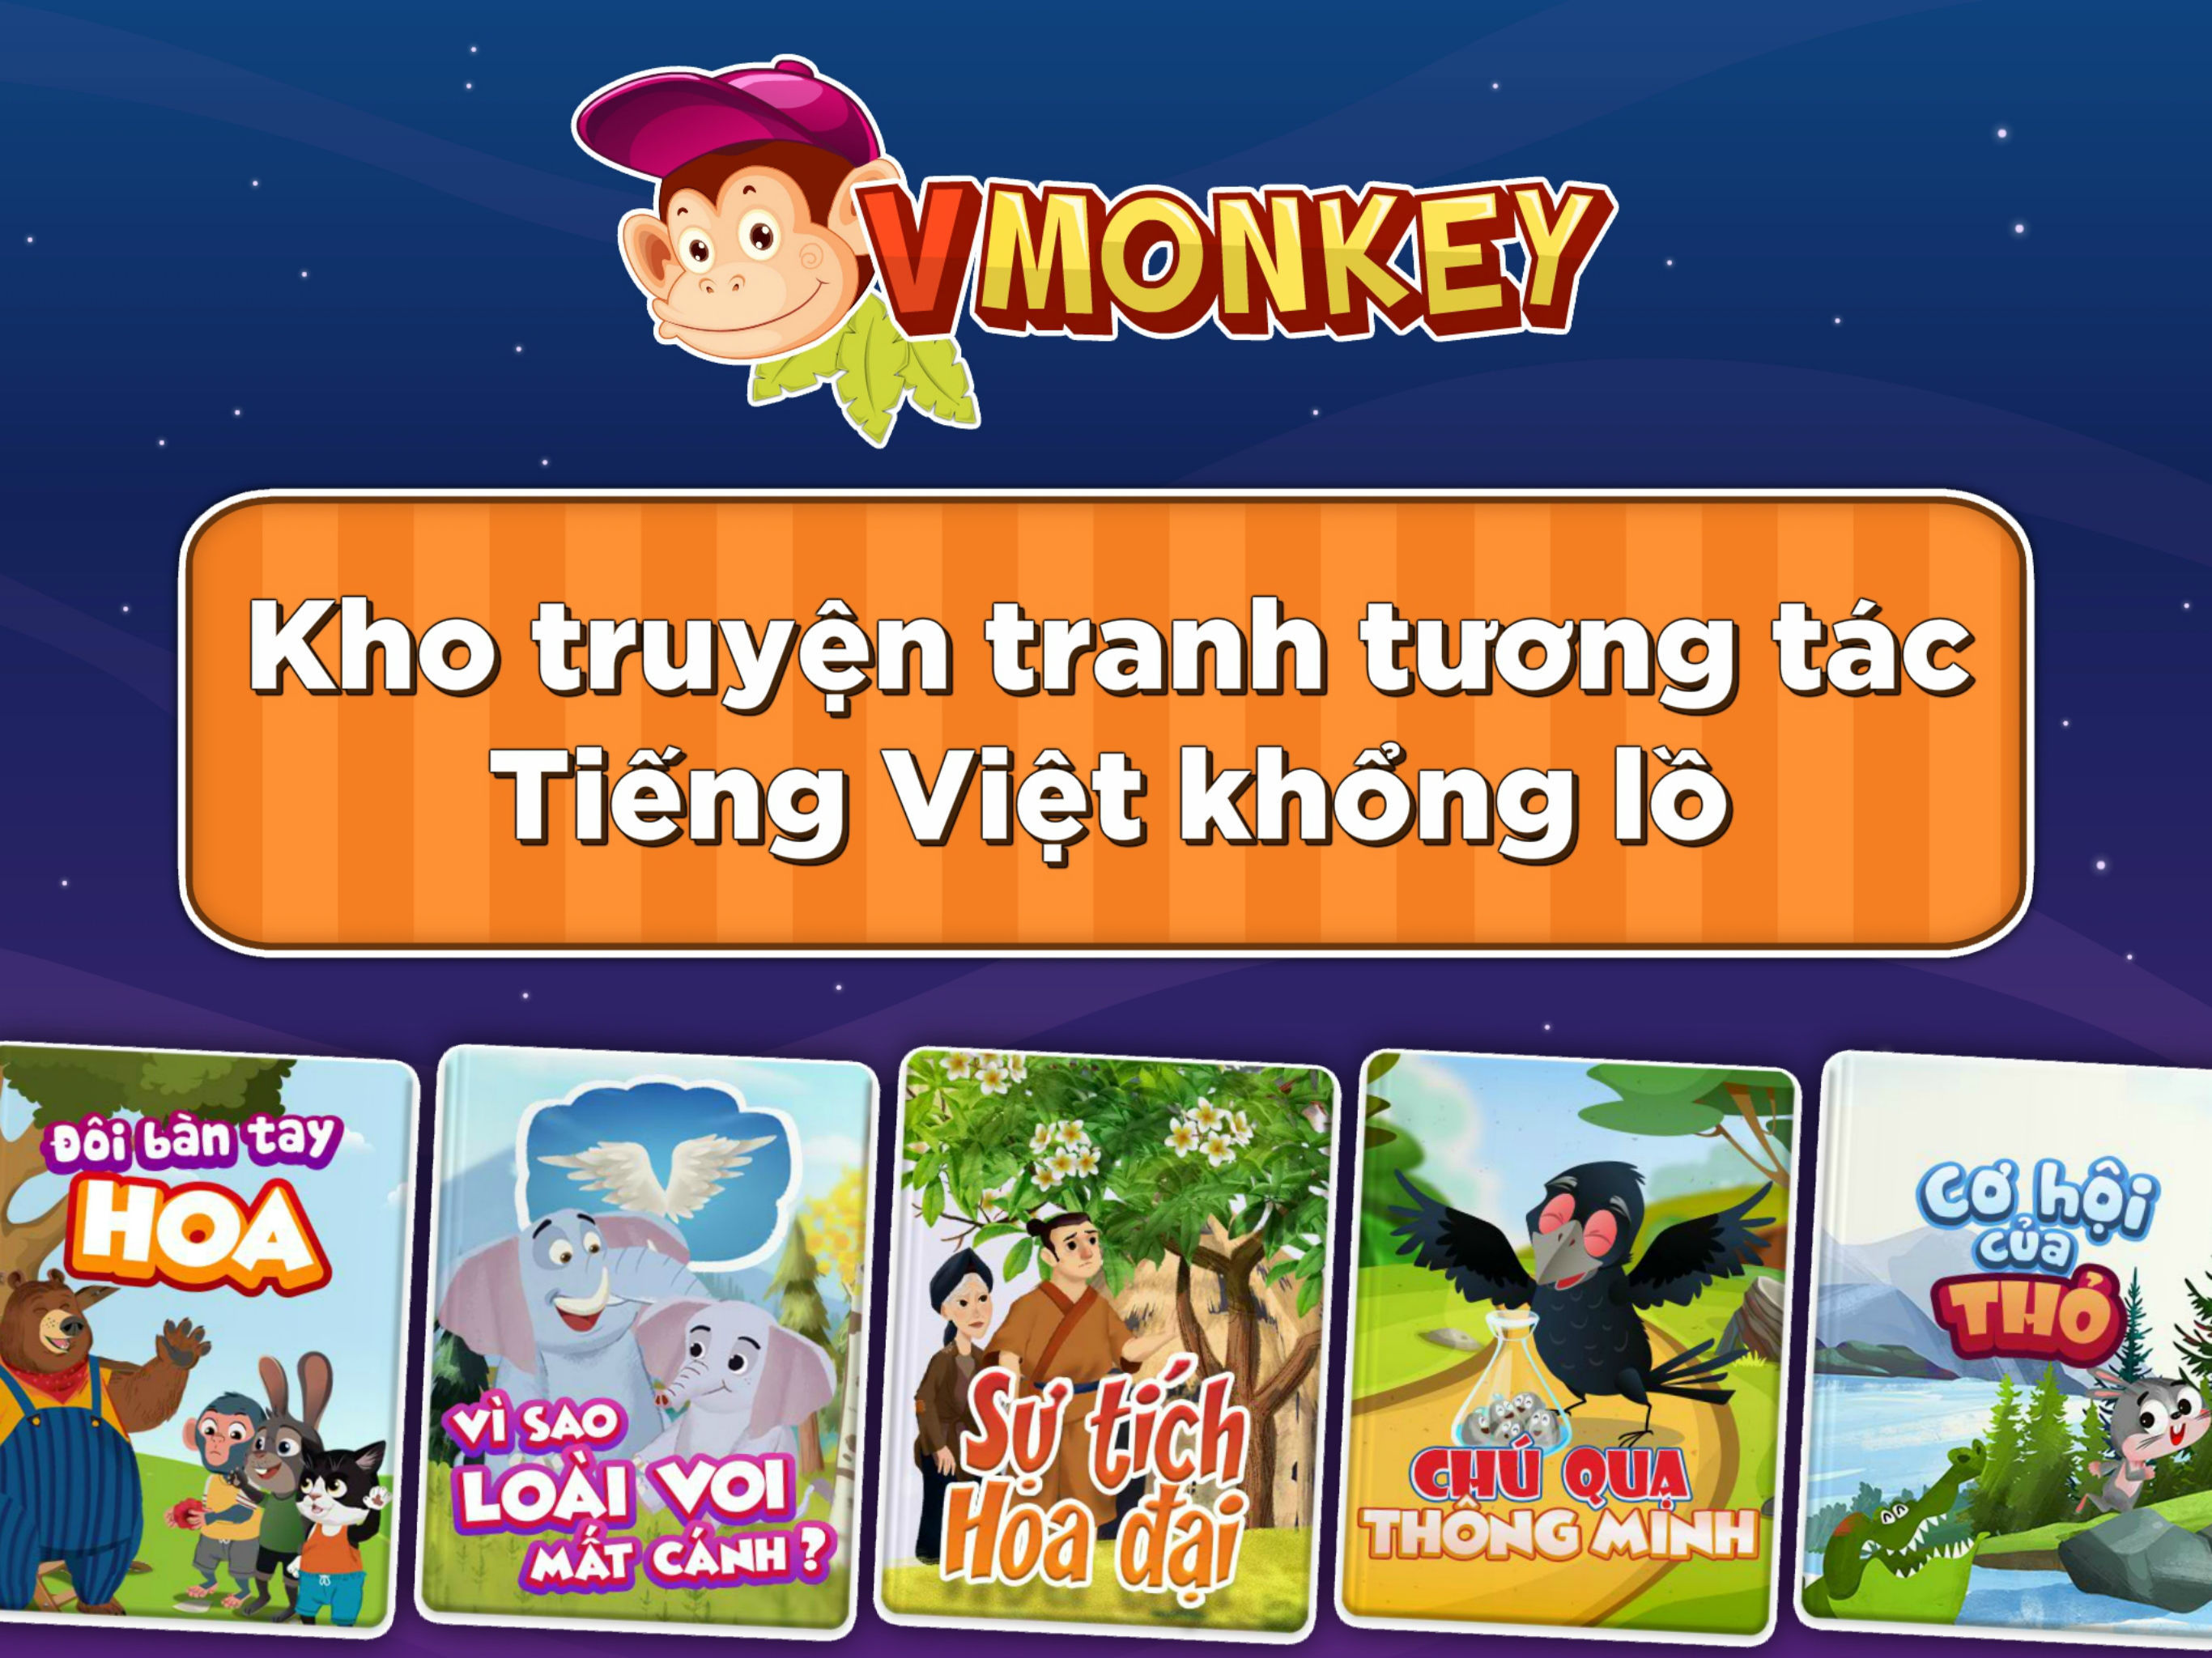 VMONKEY
Kho truyện tranh tương tác
Tiếng Việt khổng lồ
Đôi bàn tay
HOA
VÌ SAO
LOÀI VOI
MẤT CÁNH?
Sự tích
Hoa đại
CHÚ QUẠ
THÔNG MINH
Cơ hội
của
THỎ